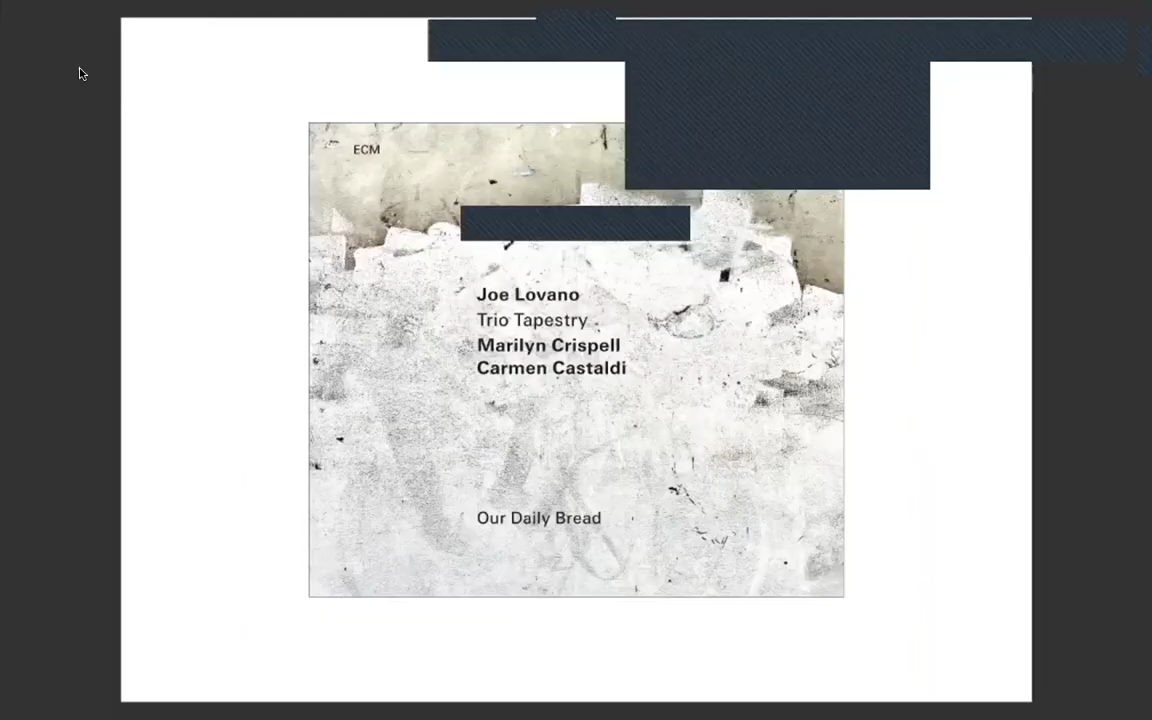 ECM
Joe Lovano
Trio Tapestry
Marilyn Crispell
Carmen Castaldi
Our Daily Bread